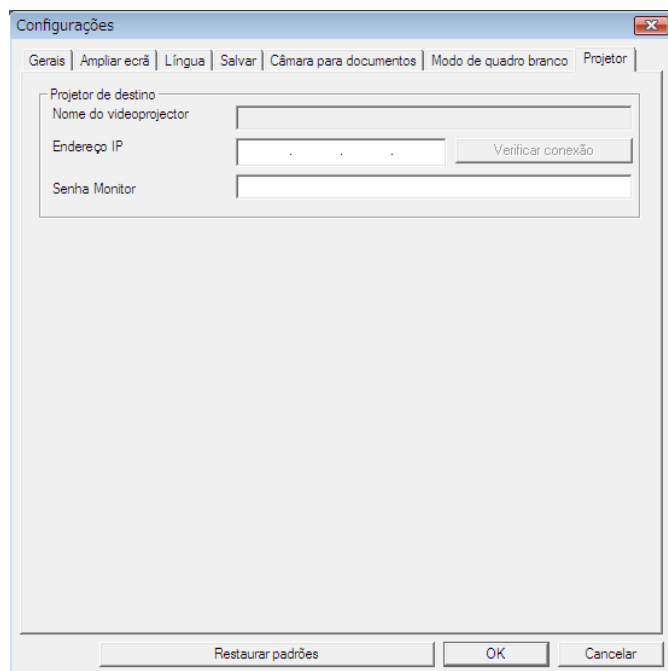 Configurações
Gerais Ampliar ecrã Língua Salvar Câmara para documentos Modo de quadro branco Projetor
Projetor de destino
Nome do videoprojector
Endereço IP . . . Verificar conexão
Senha Monitor
Restaurar padrões OK Cancelar